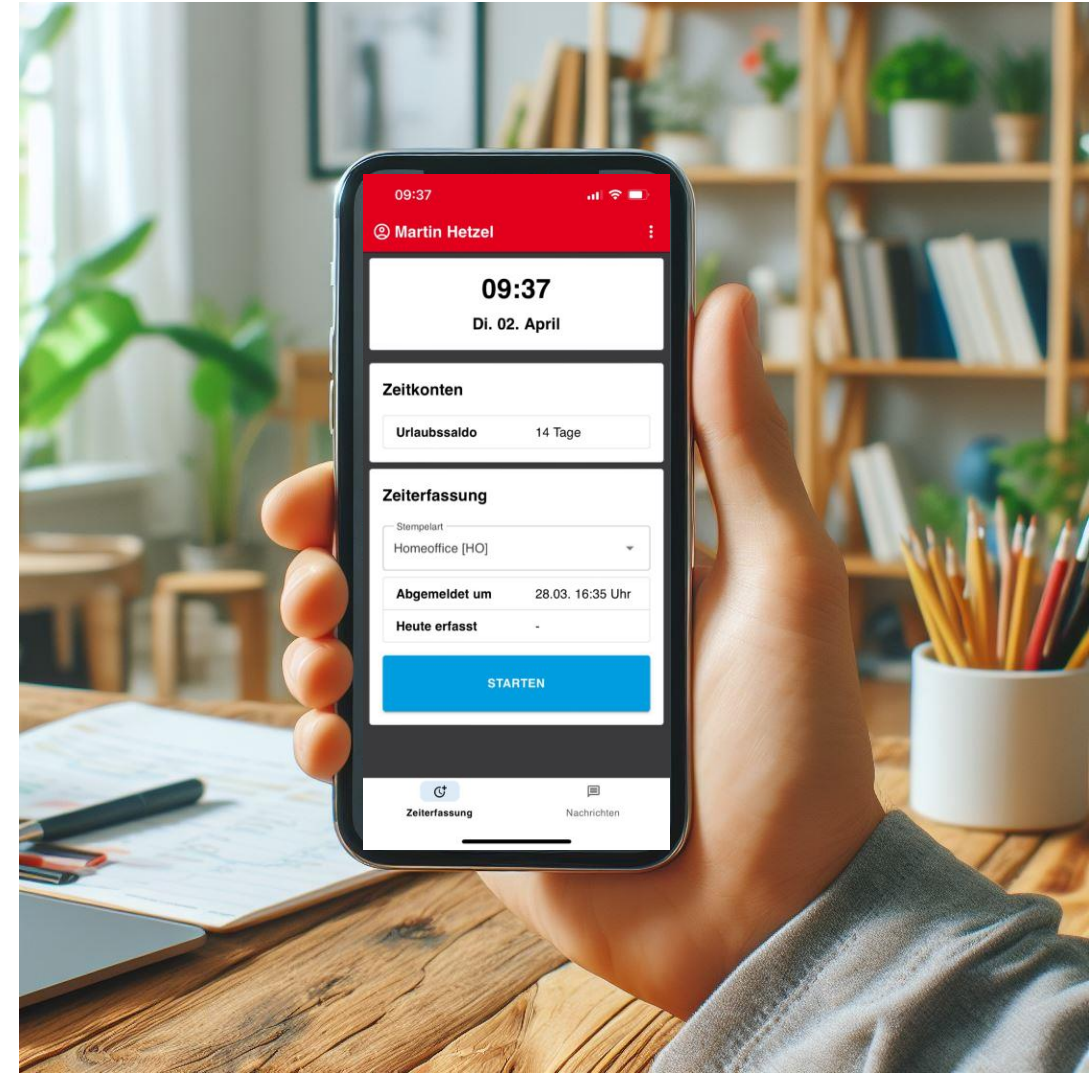 09:37
Martin Hetzel
09:37
Di. 02. April
Zeitkonten
Urlaubssaldo 14 Tage
Zeiterfassung
Stempelart
Homeoffice [HO]
Abgemeldet um 28.03. 16:35 Uhr
Heute erfasst -
STARTEN
Zeiterfassung Nachrichten